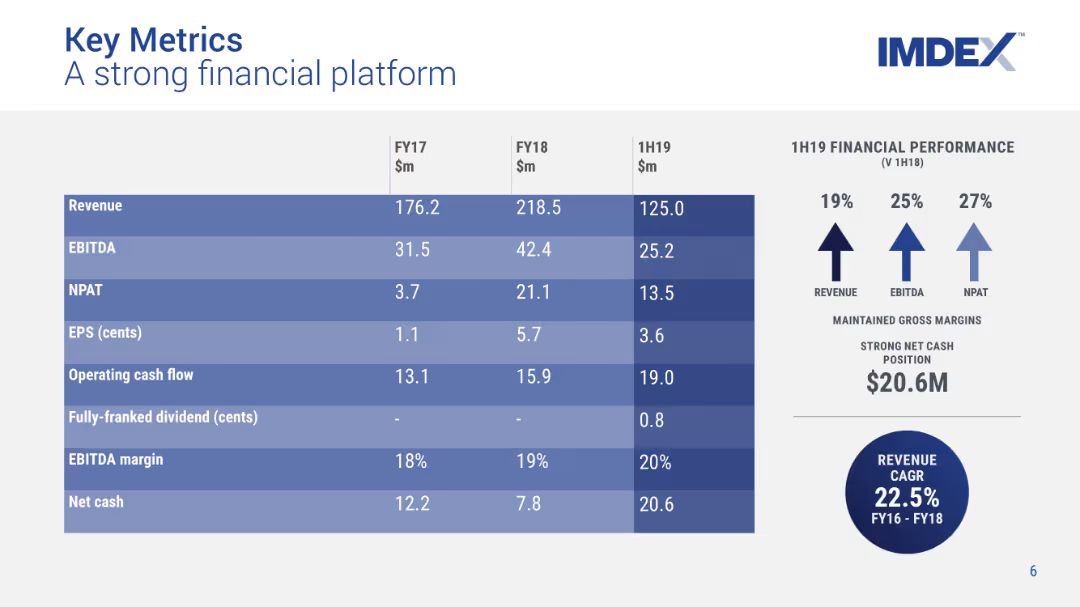 Key Metrics
A strong financial platform
IMDEX™
FY17 FY18 1H19
$m $m $m
Revenue 176.2 218.5 125.0
EBITDA 31.5 42.4 25.2
NPAT 3.7 21.1 13.5
EPS (cents) 1.1 5.7 3.6
Operating cash flow 13.1 15.9 19.0
Fully-franked dividend (cents) - - 0.8
EBITDA margin 18% 19% 20%
Net cash 12.2 7.8 20.6
1H19 FINANCIAL PERFORMANCE
(V 1H18)
19% 25% 27%
REVENUE EBITDA NPAT
MAINTAINED GROSS MARGINS
STRONG NET CASH
POSITION
$20.6M
REVENUE
CAGR
22.5%
FY16 - FY18
6